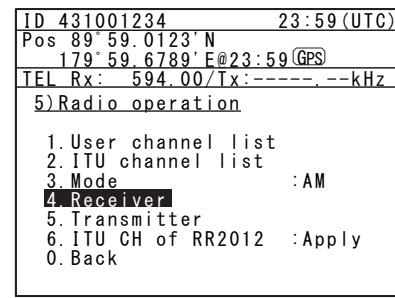 ID 431001234 23:59(UTC)
Pos 89°59.0123'N
179°59.6789'E@23:59 GPS
TEL Rx: 594.00/Tx:-----.--kHz
5)Radio operation
1.User channel list
2.ITU channel list
3.Mode :AM
4.Receiver
5.Transmitter
6.ITU CH of RR2012 :Apply
0.Back